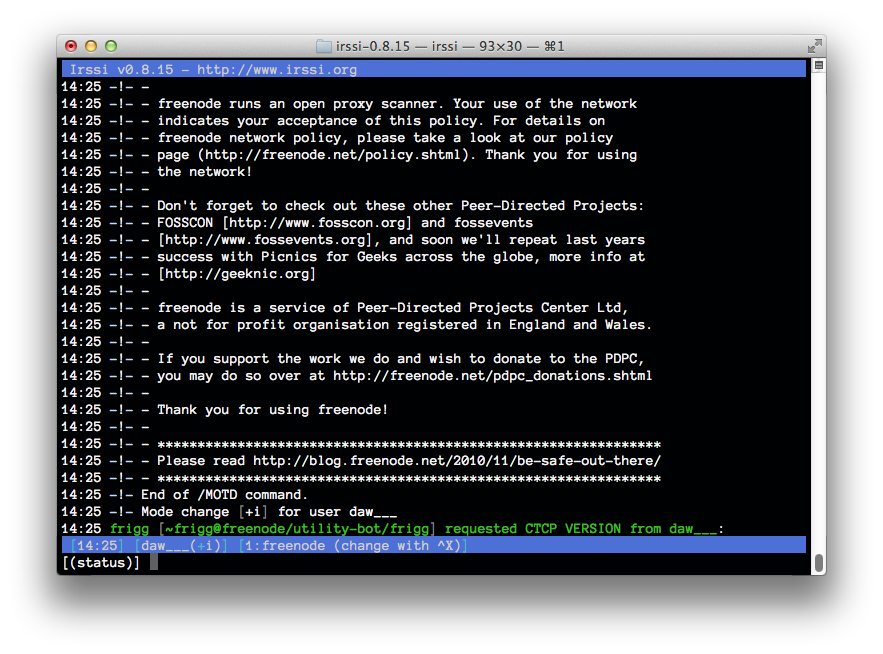 irssi-0.8.15 — irssi — 93×30 — ⌘1
Irssi v0.8.15 - http://www.irssi.org
14:25 -!- -
14:25 -!- - freenode runs an open proxy scanner. Your use of the network
14:25 -!- - indicates your acceptance of this policy. For details on
14:25 -!- - freenode network policy, please take a look at our policy
14:25 -!- - page (http://freenode.net/policy.shtml). Thank you for using
14:25 -!- - the network!
14:25 -!- -
14:25 -!- - Don't forget to check out these other Peer-Directed Projects:
14:25 -!- - FOSSCON [http://www.fosscon.org] and fossevents
14:25 -!- - [http://www.fossevents.org], and soon we'll repeat last years
14:25 -!- - success with Picnics for Geeks across the globe, more info at
14:25 -!- - [http://geeknic.org]
14:25 -!- -
14:25 -!- - freenode is a service of Peer-Directed Projects Center Ltd,
14:25 -!- - a not for profit organisation registered in England and Wales.
14:25 -!- -
14:25 -!- - If you support the work we do and wish to donate to the PDPC,
14:25 -!- - you may do so over at http://freenode.net/pdpc_donations.shtml
14:25 -!- -
14:25 -!- - Thank you for using freenode!
14:25 -!- -
14:25 -!- - ***************************************************************
14:25 -!- - Please read http://blog.freenode.net/2010/11/be-safe-out-there/
14:25 -!- - ***************************************************************
14:25 -!- End of /MOTD command.
14:25 -!- Mode change [+i] for user daw___
14:25 frigg [~frigg@freenode/utility-bot/frigg] requested CTCP VERSION from daw___:
[14:25] [daw___(+i)] [1:freenode (change with ^X)]
[(status)]